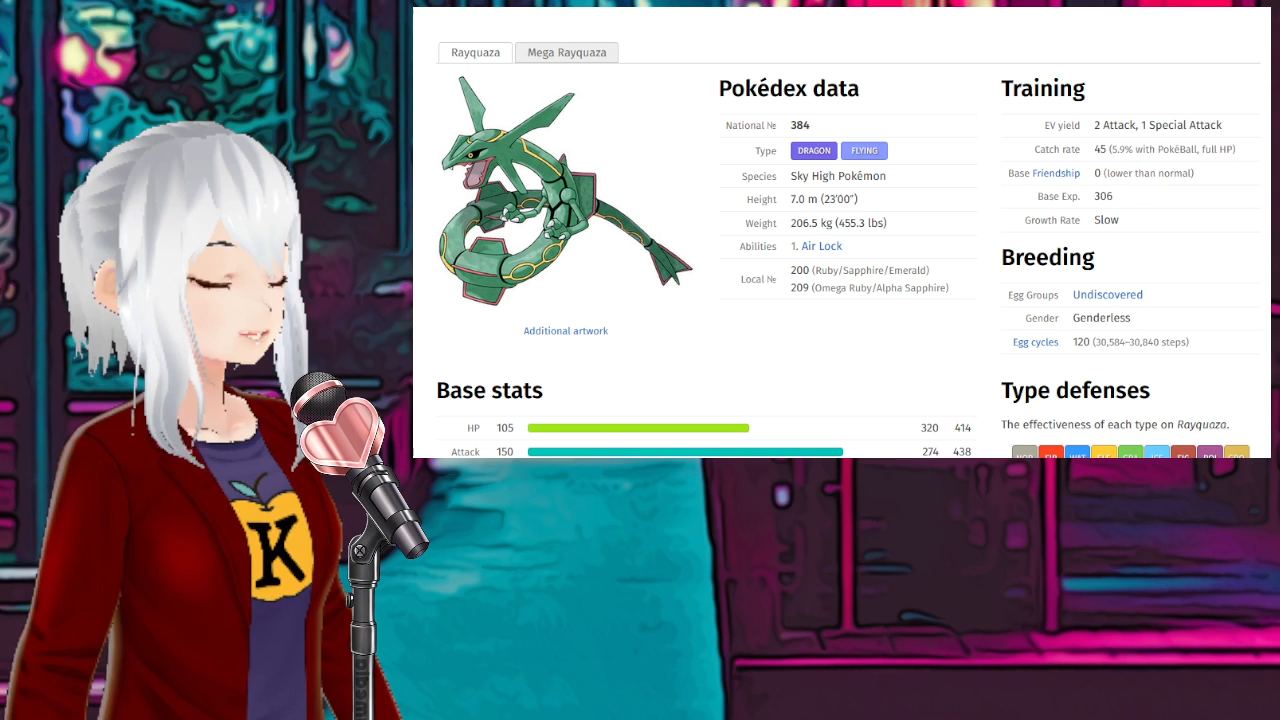 Rayquaza Mega Rayquaza
Additional artwork
Pokédex data
National № 384
Type DRAGON FLYING
Species Sky High Pokémon
Height 7.0 m (23′00″)
Weight 206.5 kg (455.3 lbs)
Abilities 1. Air Lock
Local № 200 (Ruby/Sapphire/Emerald)
209 (Omega Ruby/Alpha Sapphire)
Training
EV yield 2 Attack, 1 Special Attack
Catch rate 45 (5.9% with PokéBall, full HP)
Base Friendship 0 (lower than normal)
Base Exp. 306
Growth Rate Slow
Breeding
Egg Groups Undiscovered
Gender Genderless
Egg cycles 120 (30,584–30,840 steps)
Base stats
HP 105 320 414
Attack 150 274 438
Type defenses
The effectiveness of each type on Rayquaza.
K